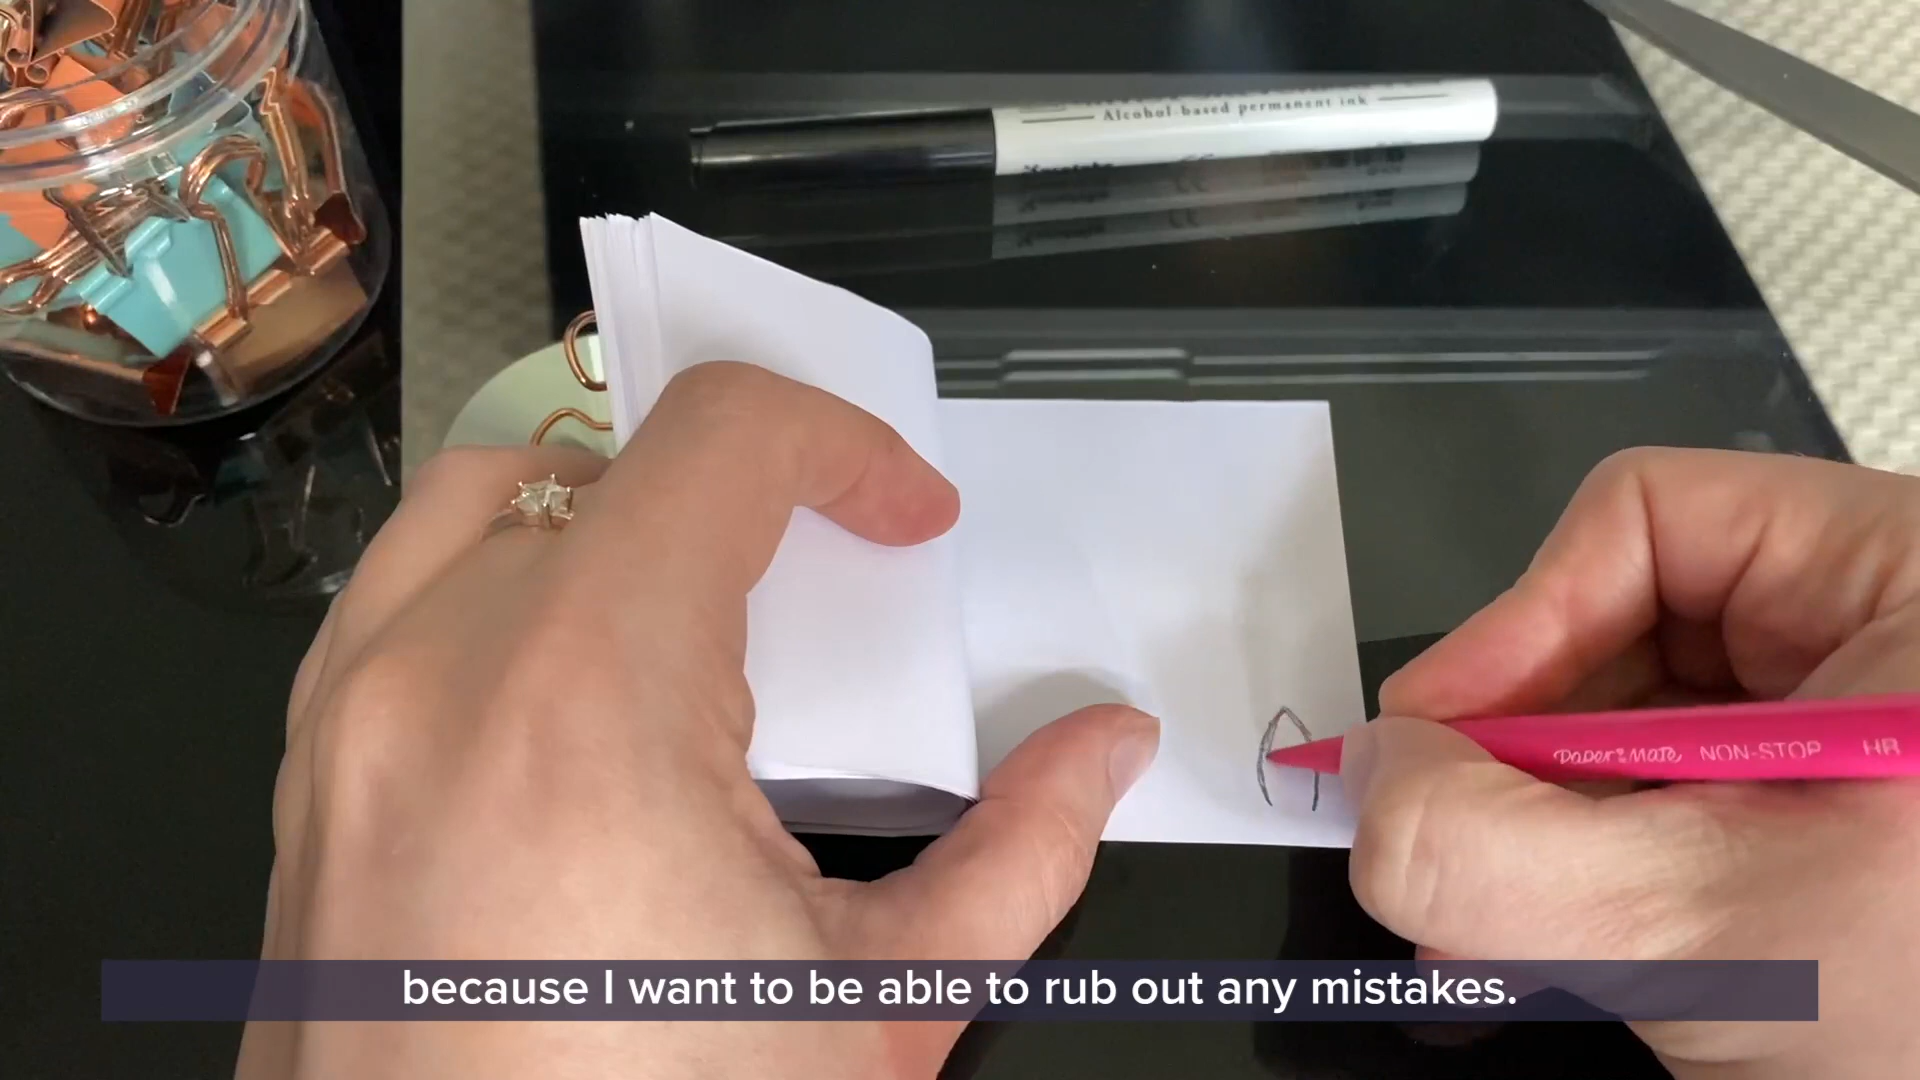 Alcohol-based permanent ink
Paper Mate NON-STOP HB
because I want to be able to rub out any mistakes.